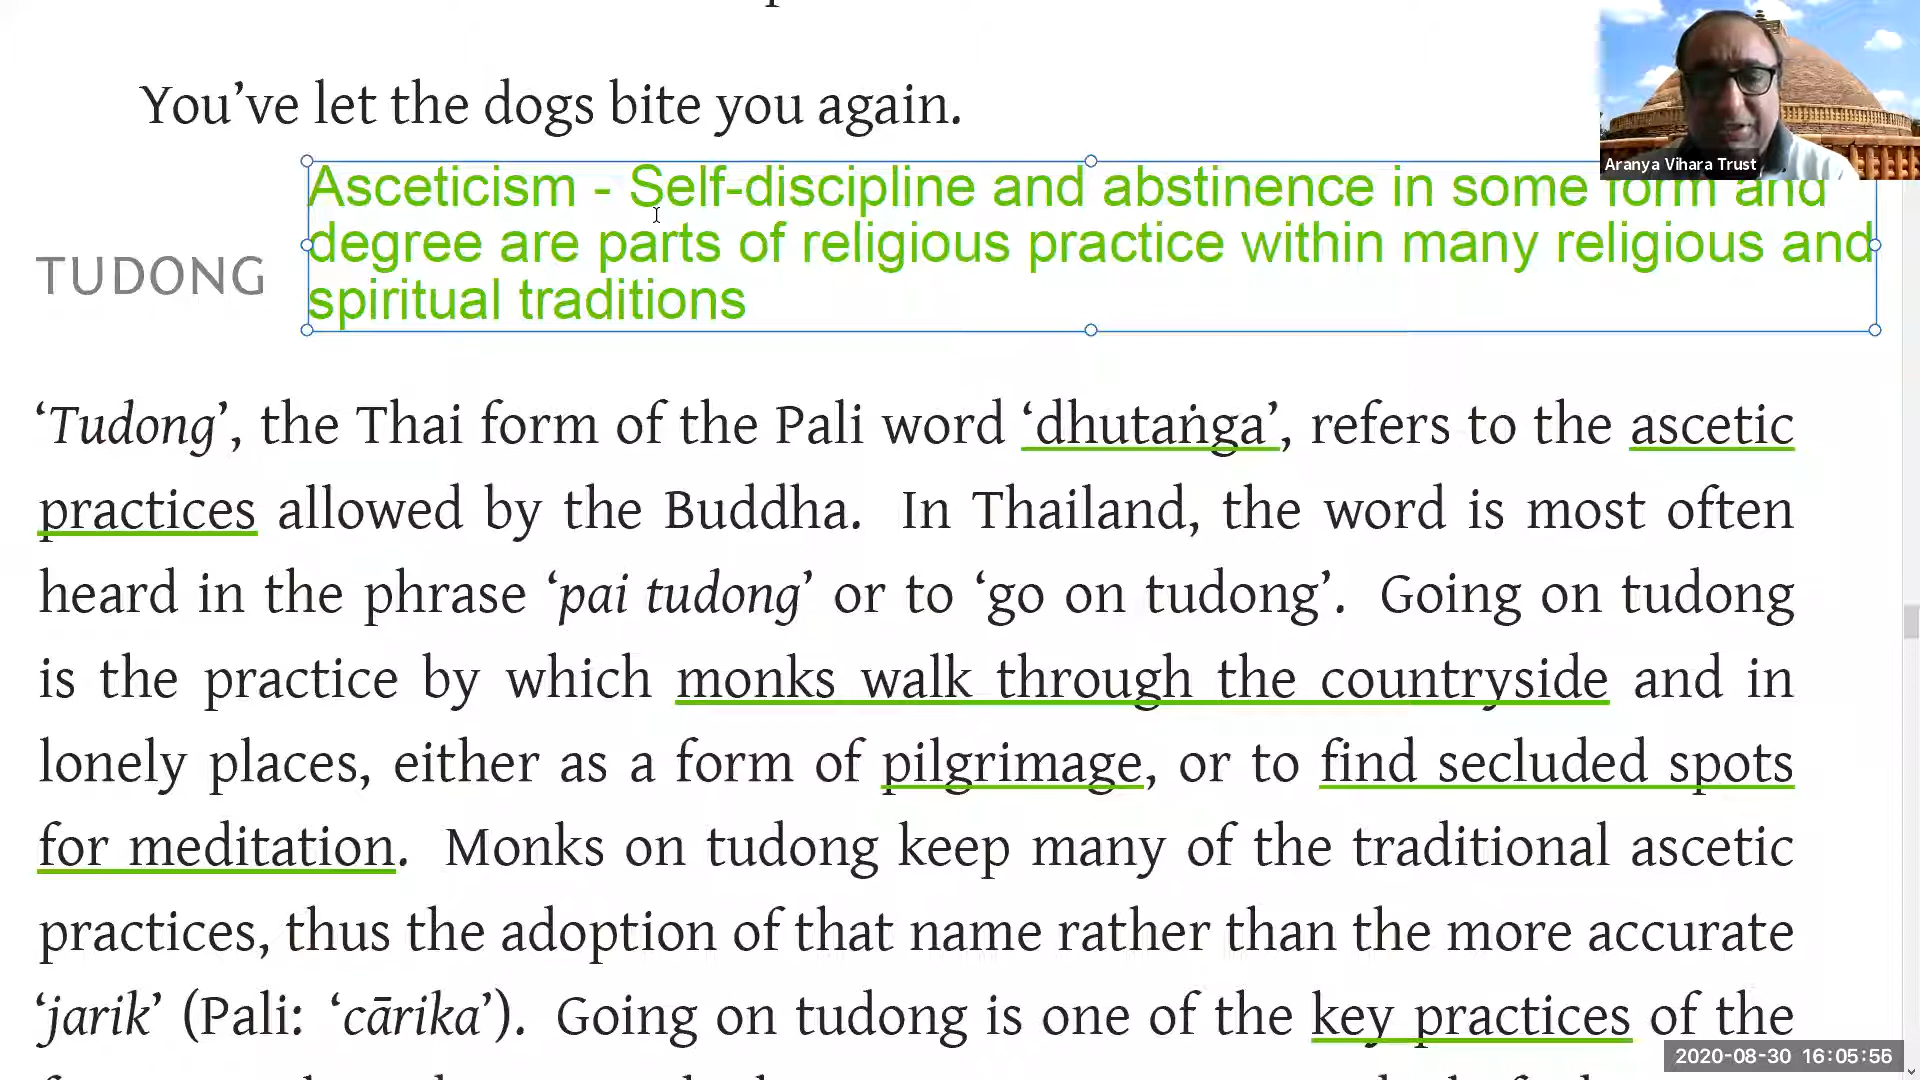 You’ve let the dogs bite you again.
Aranya Vihara Trust
Asceticism - Self-discipline and abstinence in some form and
degree are parts of religious practice within many religious and
spiritual traditions
TUDONG
‘Tudong’, the Thai form of the Pali word ‘dhutaṅga’, refers to the ascetic
practices allowed by the Buddha. In Thailand, the word is most often
heard in the phrase ‘pai tudong’ or to ‘go on tudong’. Going on tudong
is the practice by which monks walk through the countryside and in
lonely places, either as a form of pilgrimage, or to find secluded spots
for meditation. Monks on tudong keep many of the traditional ascetic
practices, thus the adoption of that name rather than the more accurate
‘jarik’ (Pali: ‘cārika’). Going on tudong is one of the key practices of the
2020-08-30 16:05:56